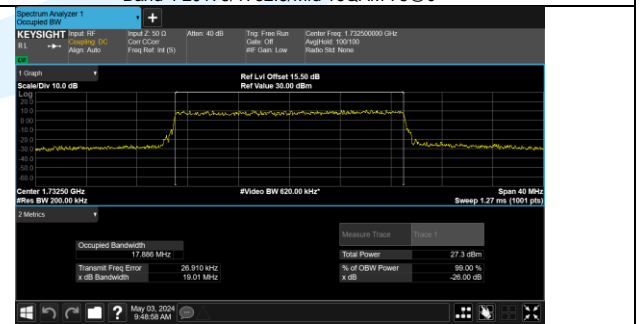 Spectrum Analyzer 1
Occupied BW
+
KEYSIGHT Input: RF Input Z: 50 Ω Atten: 40 dB Trig: Free Run Center Freq: 1.732500000 GHz
RL Coupling: DC Corr CCorr Gate: Off Avg|Hold: 100/100
Align: Auto Freq Ref: Int (S) #IF Gain: Low Radio Std: None
1 Graph
Ref Lvl Offset 15.50 dB
Scale/Div 10.0 dB Ref Value 30.00 dBm
Log
20.0
10.0
0.00
-10.0
-20.0
-30.0
-40.0
-50.0
-60.0
Center 1.73250 GHz #Video BW 620.00 kHz* Span 40 MHz
#Res BW 200.00 kHz Sweep 1.27 ms (1001 pts)
2 Metrics
Measure Trace Trace 1
Occupied Bandwidth
17.886 MHz Total Power 27.3 dBm
Transmit Freq Error 26.910 kHz % of OBW Power 99.00 %
x dB Bandwidth 19.01 MHz x dB -26.00 dB
? May 03, 2024
9:48:58 AM